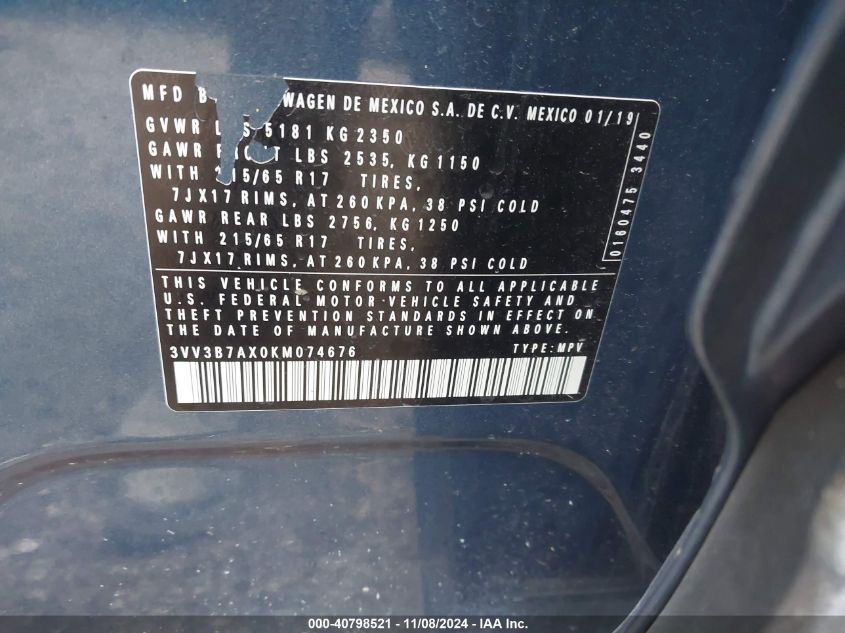 MFD B WAGEN DE MEXICO S.A. DE C.V. MEXICO 01/19
GVWR L S 5181 KG 2350
GAWR F T LBS 2535, KG 1150
WITH 215/65 R17 TIRES,
7JX17 RIMS, AT 260 KPA, 38 PSI COLD
GAWR REAR LBS 2756, KG 1250
WITH 215/65 R17 TIRES,
7JX17 RIMS, AT 260 KPA, 38 PSI COLD
0160475 3440
THIS VEHICLE CONFORMS TO ALL APPLICABLE
U.S. FEDERAL MOTOR VEHICLE SAFETY AND
THEFT PREVENTION STANDARDS IN EFFECT ON
THE DATE OF MANUFACTURE SHOWN ABOVE.
3VV3B7AX0KM074676 TYPE: MPV
000-40798521 - 11/08/2024 - IAA Inc.